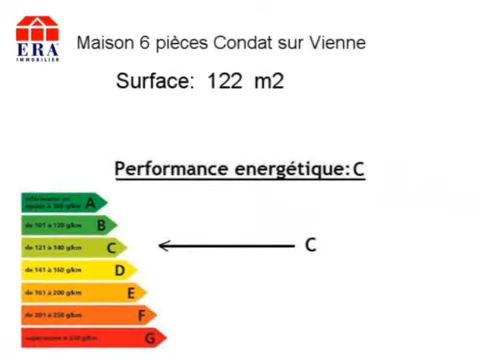 ERA
IMMOBILIER
Maison 6 pièces Condat sur Vienne
Surface: 122 m2
Performance energétique: C
A
de 101 à 120 g/km B
de 121 à 140 g/km C
C
de 141 à 160 g/km D
de 161 à 200 g/km E
de 201 à 250 g/km F
G